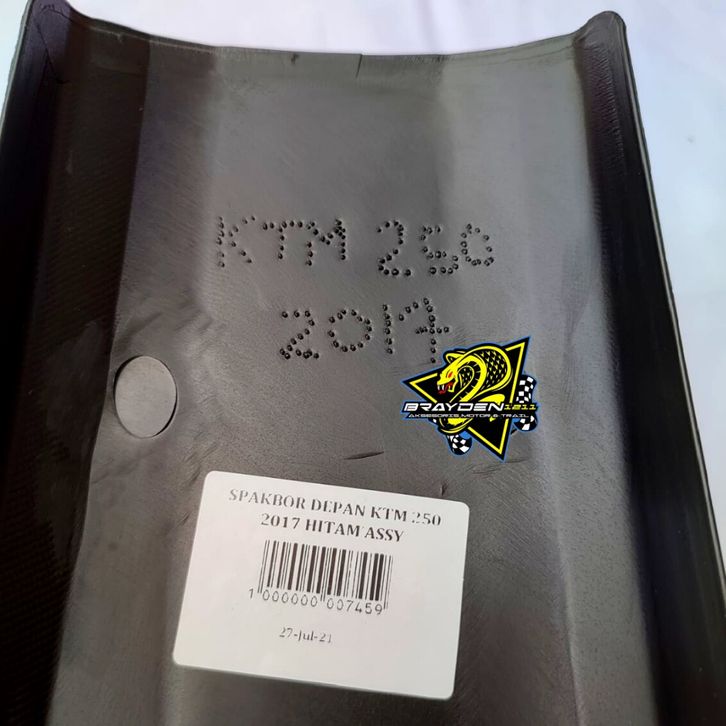 KTM 250
2017
BRAYDEN1211
AKSESORIS MOTOR & TRAIL
SPAKBOR DEPAN KTM 250
2017 HITAM ASSY
1 000000 007459
27-Jul-21